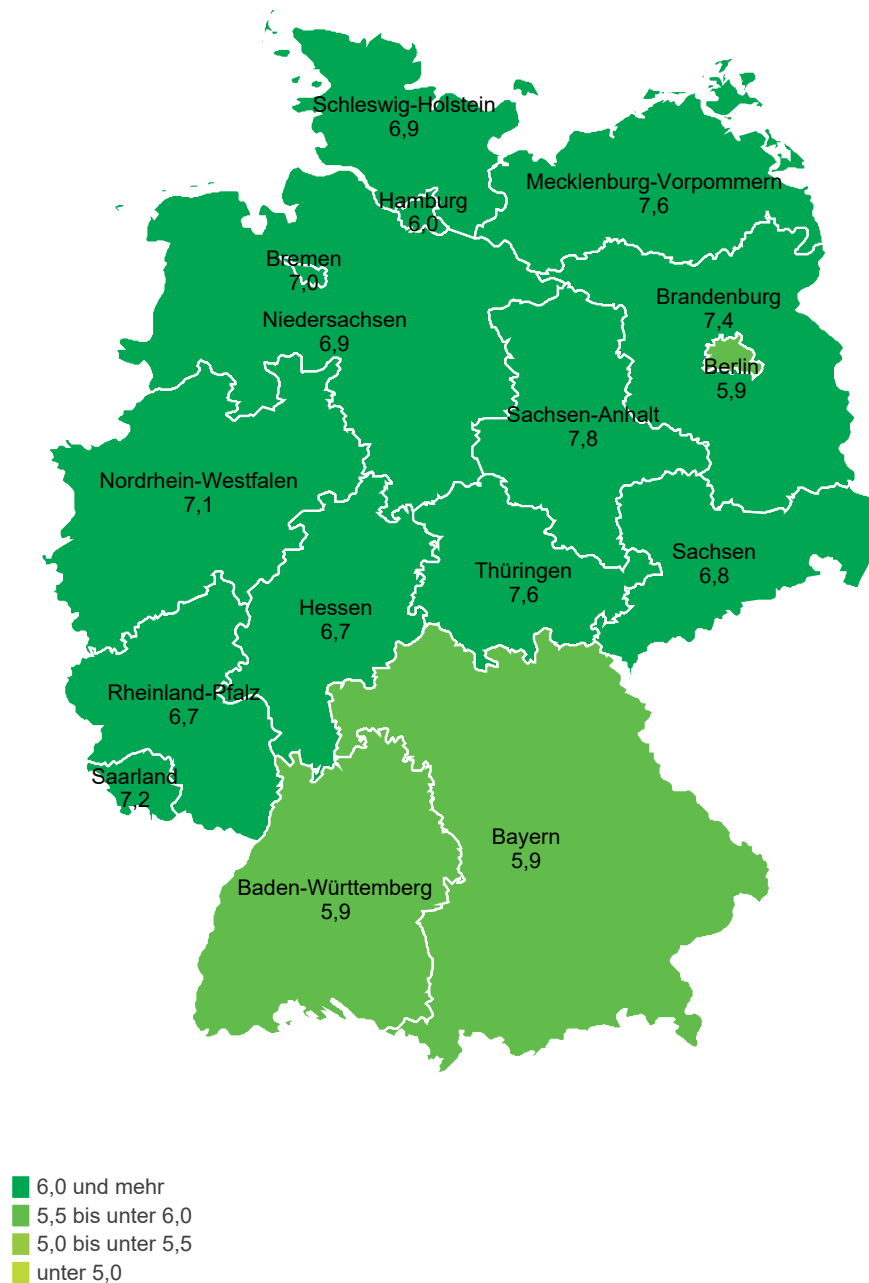 Schleswig-Holstein
6,9
Mecklenburg-Vorpommern
7,6
Hamburg
6,0
Bremen
7,0
Brandenburg
7,4
Niedersachsen
6,9
Berlin
5,9
Sachsen-Anhalt
7,8
Nordrhein-Westfalen
7,1
Sachsen
6,8
Thüringen
7,6
Hessen
6,7
Rheinland-Pfalz
6,7
Saarland
7,2
Bayern
5,9
Baden-Württemberg
5,9
6,0 und mehr
5,5 bis unter 6,0
5,0 bis unter 5,5
unter 5,0